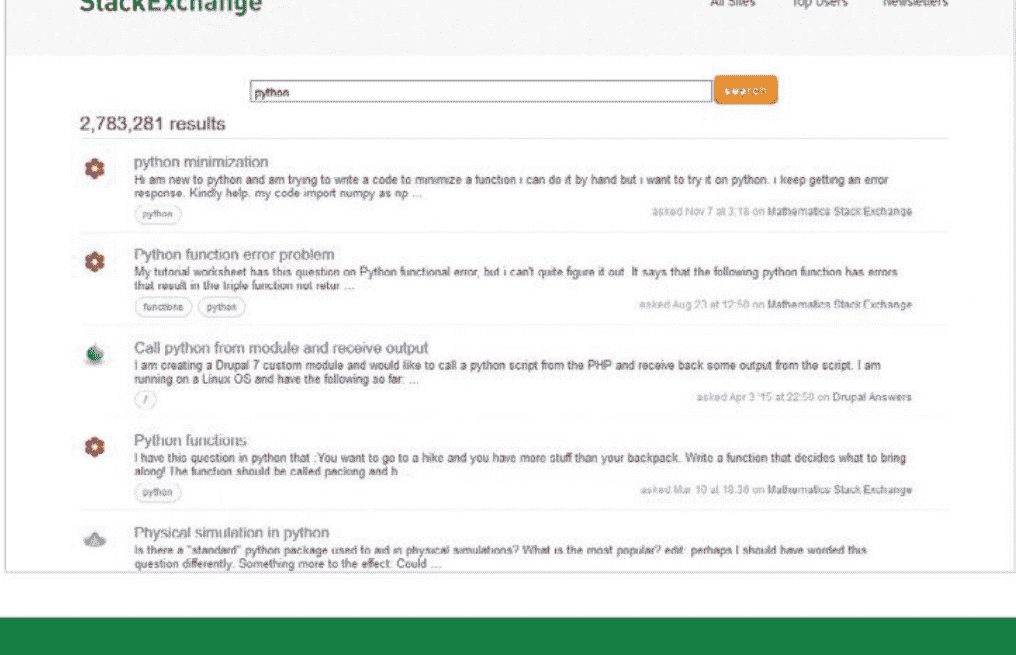 StackExchange
All Sites Top Users Newsletters
python search
2,783,281 results
python minimization
Hi am new to python and am trying to write a code to minimize a function i can do it by hand but i want to try it on python. i keep getting an error
response. Kindly help. my code import numpy as np ...
python asked Nov 7 at 3:18 on Mathematics Stack Exchange
Python function error problem
My tutorial worksheet has this question on Python functional error, but i can't quite figure it out. It says that the following python function has errors
that result in the triple function not retur ...
functions python asked Aug 23 at 12:50 on Mathematics Stack Exchange
Call python from module and receive output
I am creating a Drupal 7 custom module and would like to call a python script from the PHP and receive back some output from the script. I am
running on a Linux OS and have the following so far: ...
7 asked Apr 3 '15 at 22:50 on Drupal Answers
Python functions
I have this question in python that :You want to go to a hike and you have more stuff than your backpack. Write a function that decides what to bring
along! The function should be called packing and h
python asked Mar 10 at 18:36 on Mathematics Stack Exchange
Physical simulation in python
Is there a "standard" python package used to aid in physical simulations? What is the most popular? edit: perhaps I should have worded this
question differently. Something more to the effect: Could ...